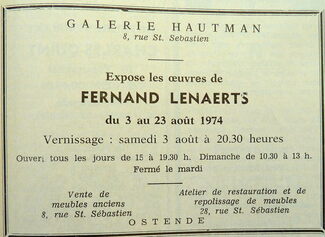 GALERIE HAUTMAN
8, rue St. Sébastien
Expose les œuvres de
FERNAND LENAERTS
du 3 au 23 août 1974
Vernissage : samedi 3 août à 20.30 heures
Ouver, tous les jours de 15 à 19.30 h. Dimanche de 10.30 à 13 h.
Fermé le mardi
Vente de
meubles anciens
8, rue St. Sébastien
Atelier de restauration et de
repolissage de meubles
28, rue St. Sébastien
OSTENDE